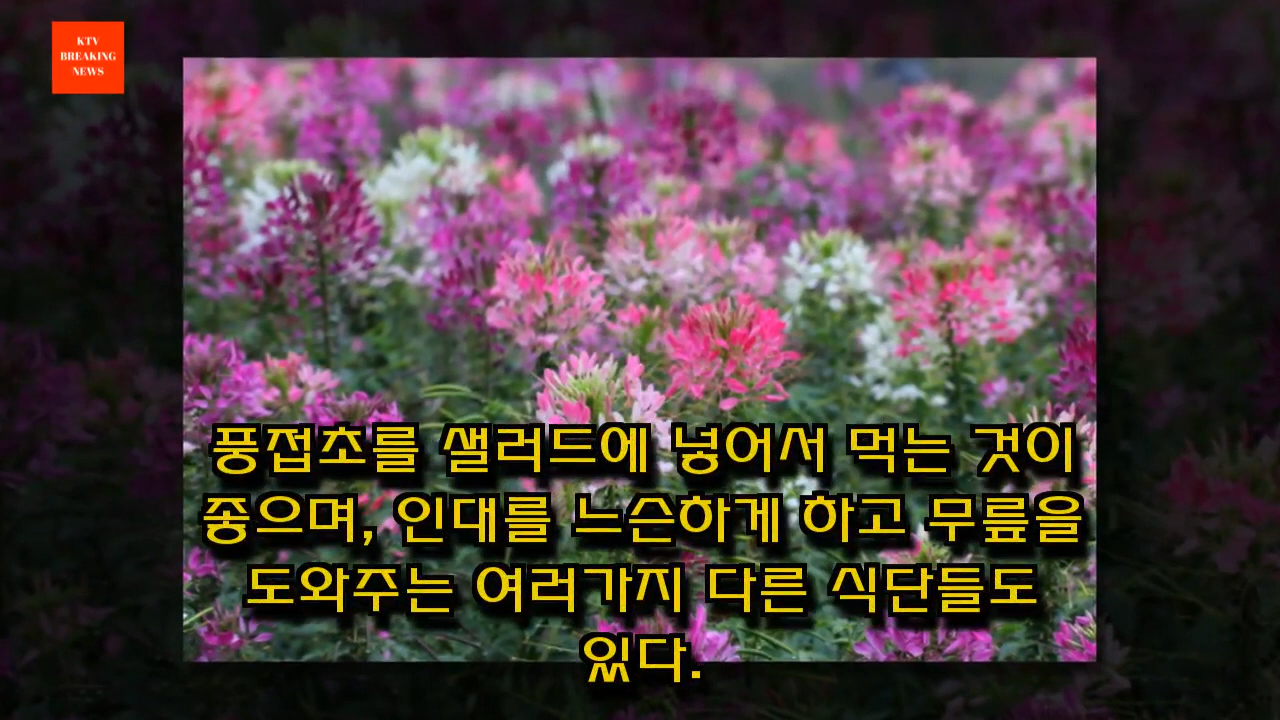 KTV
BREAKING
NEWS
풍접초를 샐러드에 넣어서 먹는 것이
좋으며, 인대를 느슨하게 하고 무릎을
도와주는 여러가지 다른 식단들도
있다.